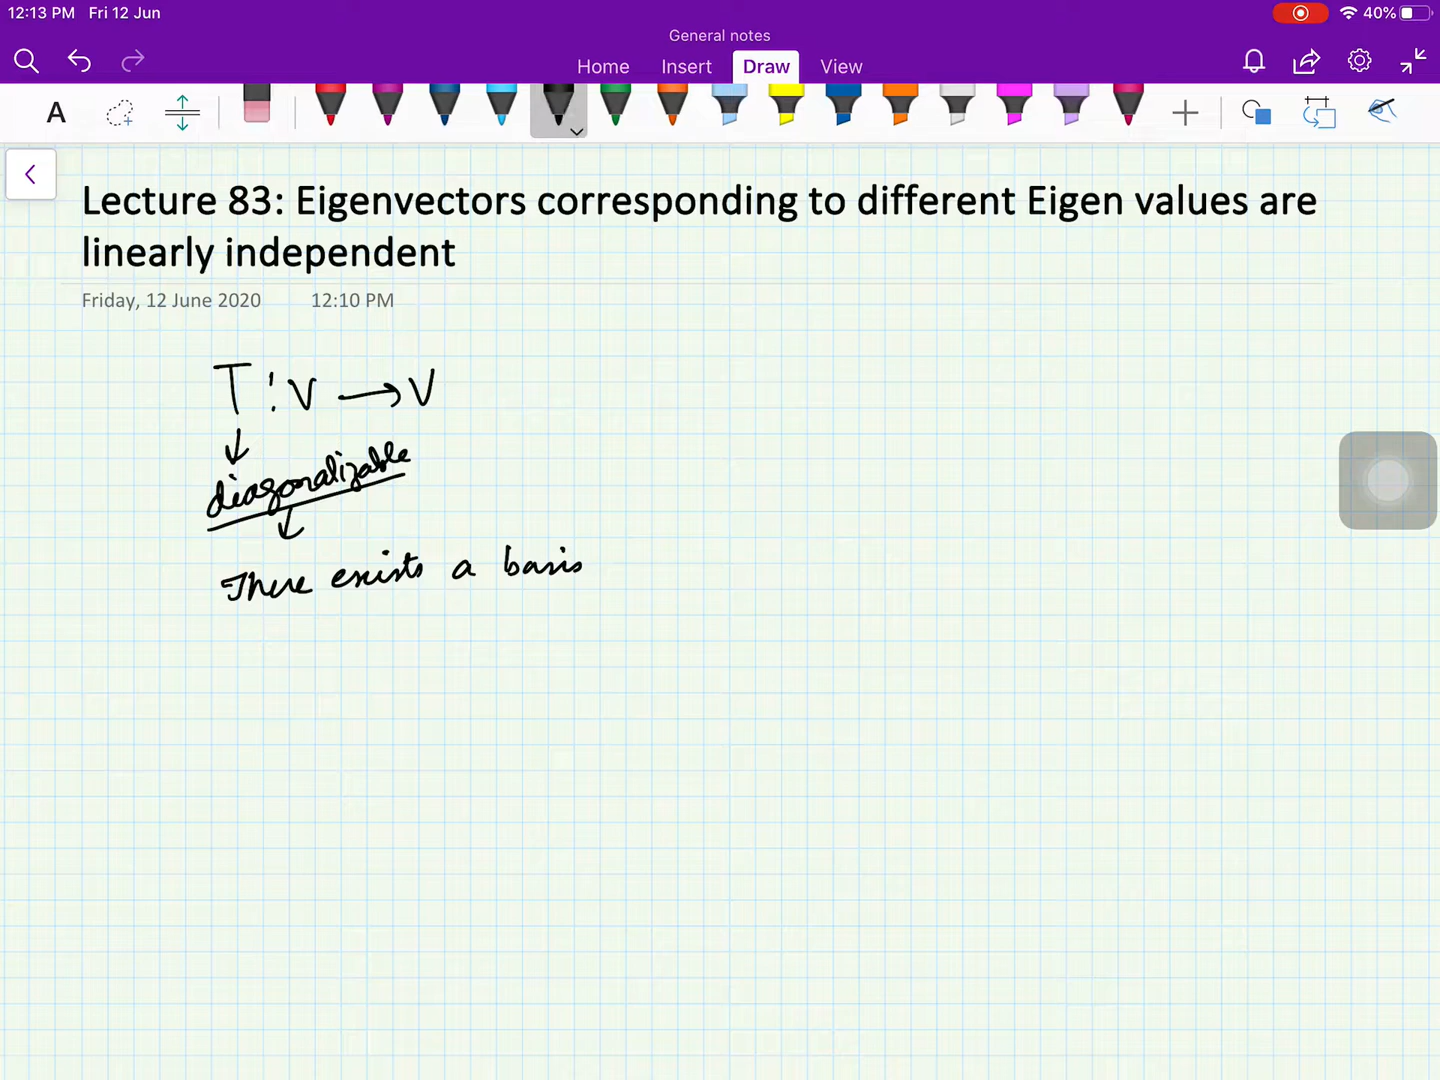 12:13 PM Fri 12 Jun
40%
General notes
Home Insert Draw View
A
Lecture 83: Eigenvectors corresponding to different Eigen values are
linearly independent
Friday, 12 June 2020 12:10 PM
T : V → V
↓
diagonalizable
↓
There exists a basis